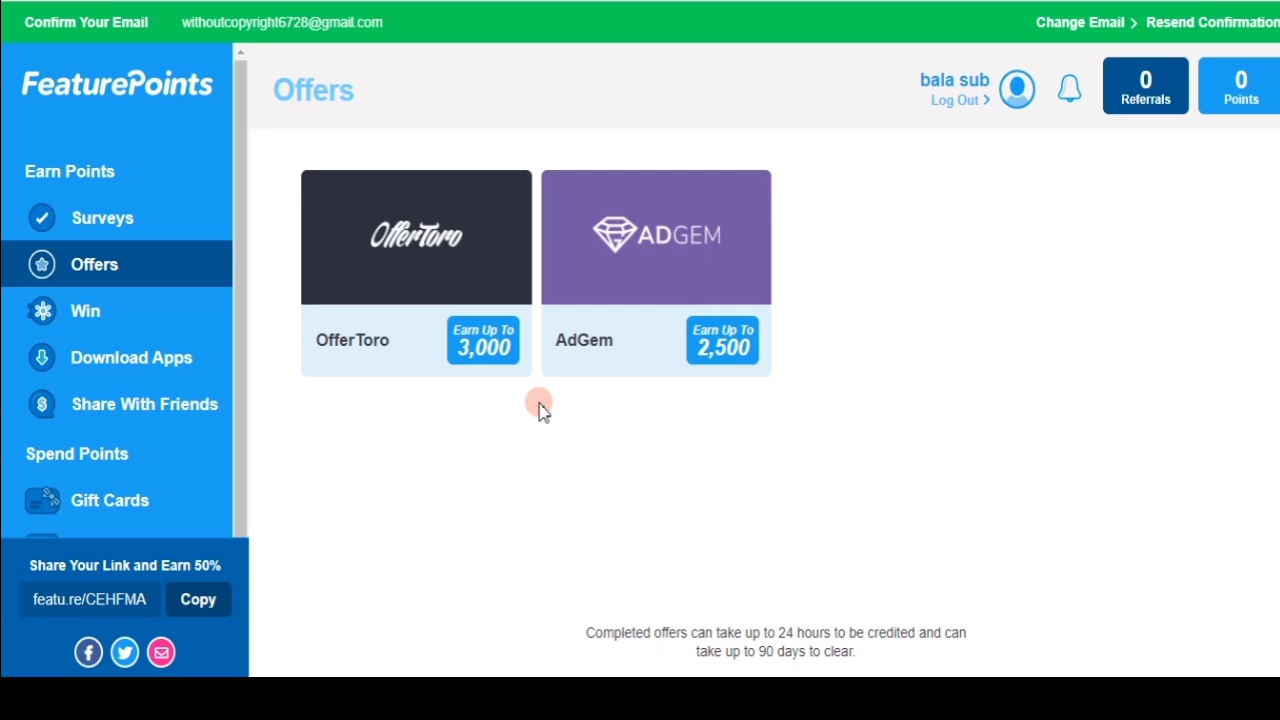 Confirm Your Email withoutcopyright6728@gmail.com Change Email > Resend Confirmation
FeaturePoints
Offers
bala sub
Log Out >
0
Referrals
0
Points
Earn Points
Surveys
Offers
Win
Download Apps
Share With Friends
Spend Points
Gift Cards
Share Your Link and Earn 50%
featu.re/CEHFMA Copy
OfferToro
OfferToro
Earn Up To
3,000
ADGEM
AdGem
Earn Up To
2,500
Completed offers can take up to 24 hours to be credited and can
take up to 90 days to clear.